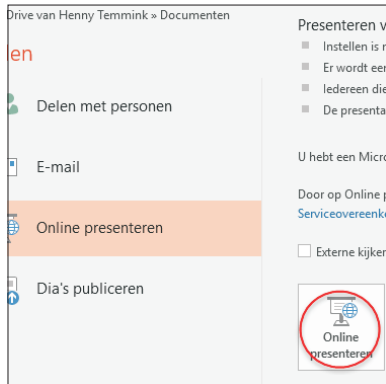 Drive van Henny Temmink » Documenten
len
Delen met personen
E-mail
Online presenteren
Dia's publiceren
Presenteren v
Instellen is
Er wordt een
Iedereen die
De presenta
U hebt een Micro
Door op Online p
Serviceovereenko
Externe kijker
Online
presenteren